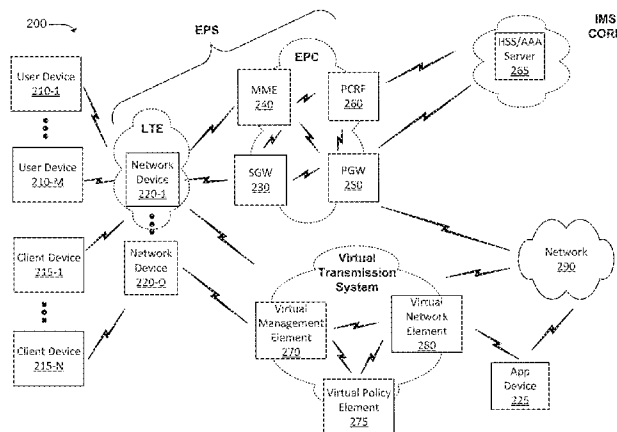 200
EPS
IMS
CORE
HSS/AAA
Server
265
EPC
User Device
210-1
MME
240
PCRF
260
LTE
User Device
210-M
Network
Device
220-1
SGW
230
PGW
250
Client Device
215-1
Network
Device
220-O
Virtual
Transmission
System
Network
290
Virtual
Management
Element
270
Virtual
Network
Element
280
Client Device
215-N
App
Device
225
Virtual Policy
Element
275